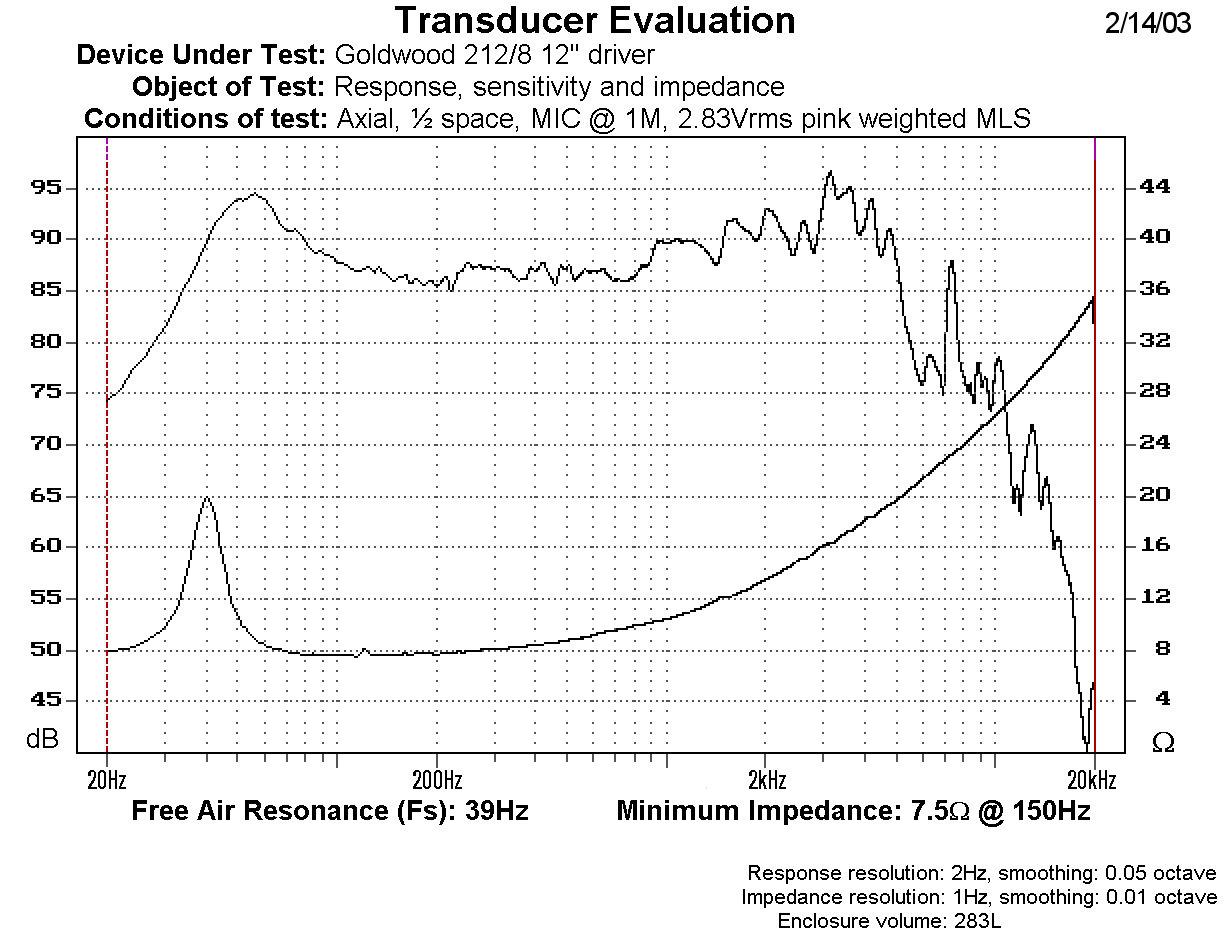 Transducer Evaluation 2/14/03
Device Under Test: Goldwood 212/8 12" driver
Object of Test: Response, sensitivity and impedance
Conditions of test: Axial, ½ space, MIC @ 1M, 2.83Vrms pink weighted MLS
95 44
90 40
85 36
80 32
75 28
70 24
65 20
60 16
55 12
50 8
45 4
dB Ω
20Hz 200Hz 2kHz 20kHz
Free Air Resonance (Fs): 39Hz Minimum Impedance: 7.5Ω @ 150Hz
Response resolution: 2Hz, smoothing: 0.05 octave
Impedance resolution: 1Hz, smoothing: 0.01 octave
Enclosure volume: 283L